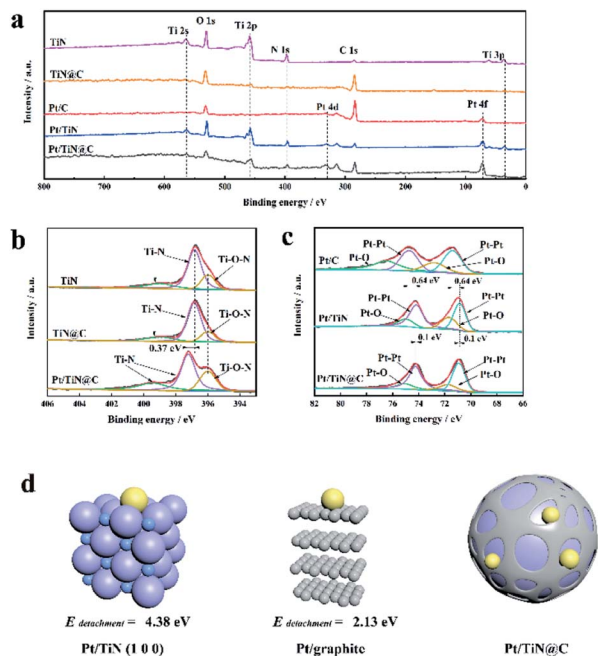 a
Ti 2s
O 1s
Ti 2p
N 1s
C 1s
Ti 3p
TiN
TiN@C
Pt/C
Pt 4d
Pt 4f
Pt/TiN
Pt/TiN@C
Intensity / a.u.
800 700 600 500 400 300 200 100 0
Binding energy / eV
b
Ti-N
Ti-O-N
TiN
Ti-N
Ti-O-N
TiN@C
0.37 eV
Ti-N
Ti-O-N
Pt/TiN@C
Intensity / a.u.
406 404 402 400 398 396 394
Binding energy / eV
c
Pt-Pt
Pt-O
Pt-Pt
Pt-O
Pt/C
0.64 eV
0.64 eV
Pt-Pt
Pt-O
Pt-Pt
Pt-O
Pt/TiN
0.1 eV
0.1 eV
Pt-Pt
Pt-O
Pt-Pt
Pt-O
Pt/TiN@C
Intensity / a.u.
82 80 78 76 74 72 70 68 66
Binding energy / eV
d
E detachment = 4.38 eV
E detachment = 2.13 eV
Pt/TiN (1 0 0)
Pt/graphite
Pt/TiN@C